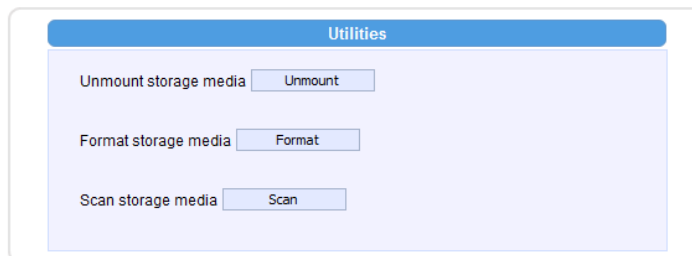 Utilities
Unmount storage media Unmount
Format storage media Format
Scan storage media Scan